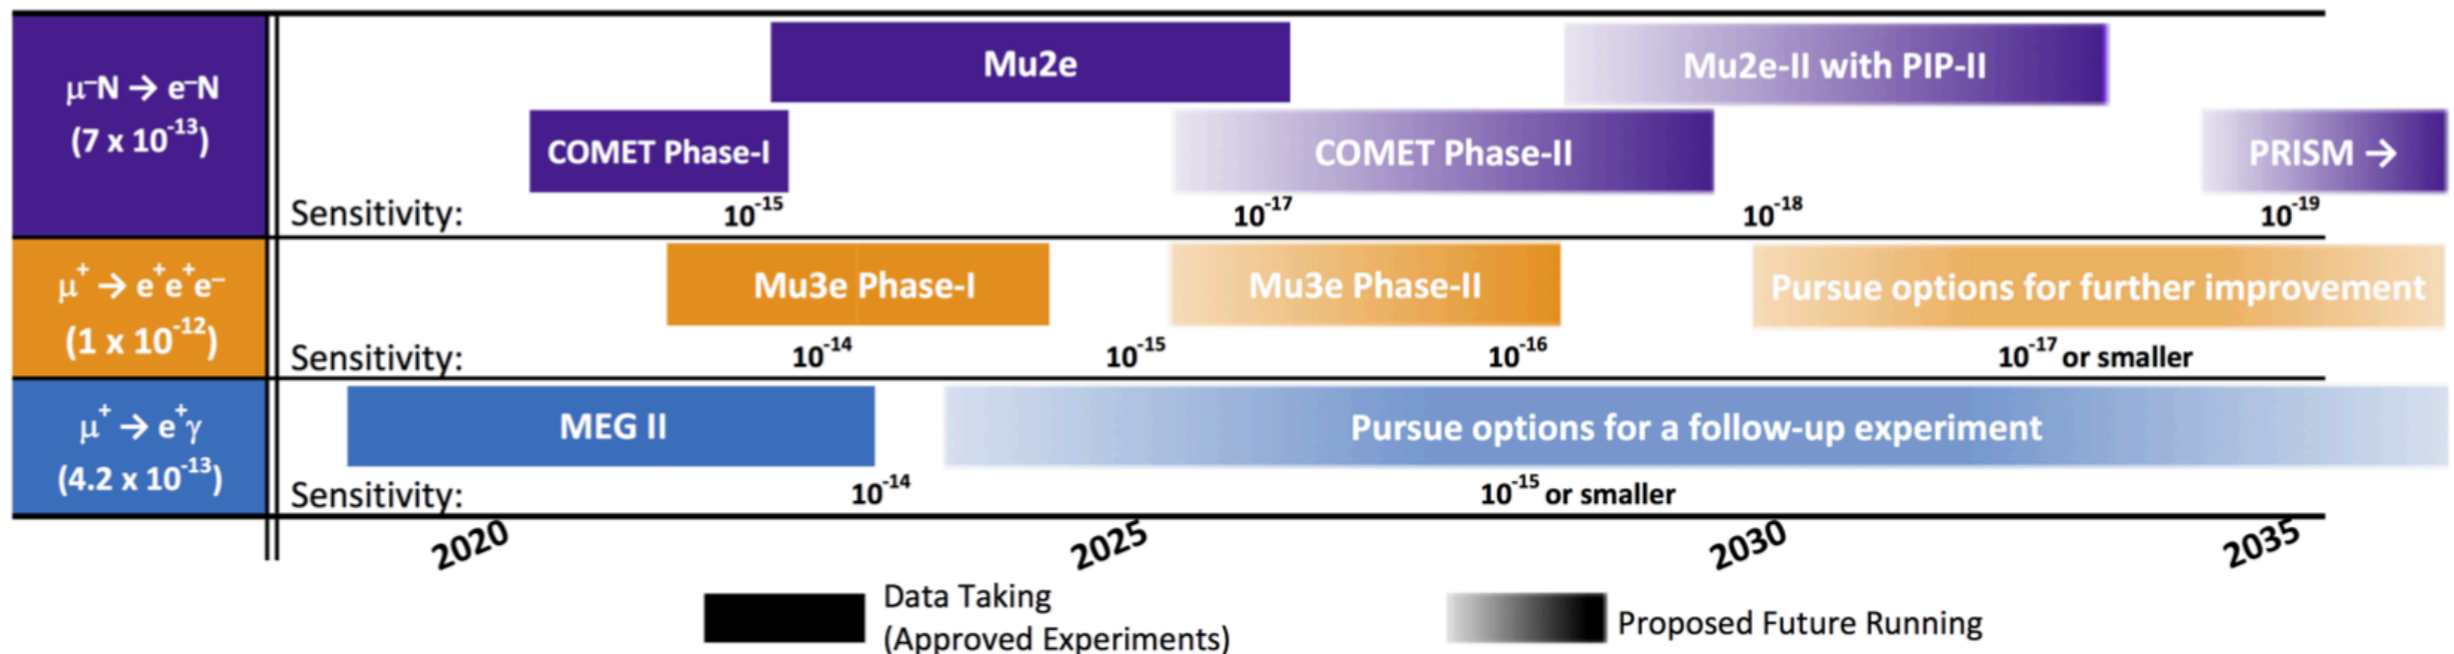 μ⁻N → e⁻N
(7 x 10⁻¹³)
Mu2e
Mu2e-II with PIP-II
COMET Phase-I
COMET Phase-II
PRISM →
Sensitivity:
10⁻¹⁵
10⁻¹⁷
10⁻¹⁸
10⁻¹⁹
μ⁺ → e⁺e⁺e⁻
(1 x 10⁻¹²)
Mu3e Phase-I
Mu3e Phase-II
Pursue options for further improvement
Sensitivity:
10⁻¹⁴
10⁻¹⁵
10⁻¹⁶
10⁻¹⁷ or smaller
μ⁺ → e⁺γ
(4.2 x 10⁻¹³)
MEG II
Pursue options for a follow-up experiment
Sensitivity:
10⁻¹⁴
10⁻¹⁵ or smaller
2020
2025
2030
2035
Data Taking
(Approved Experiments)
Proposed Future Running